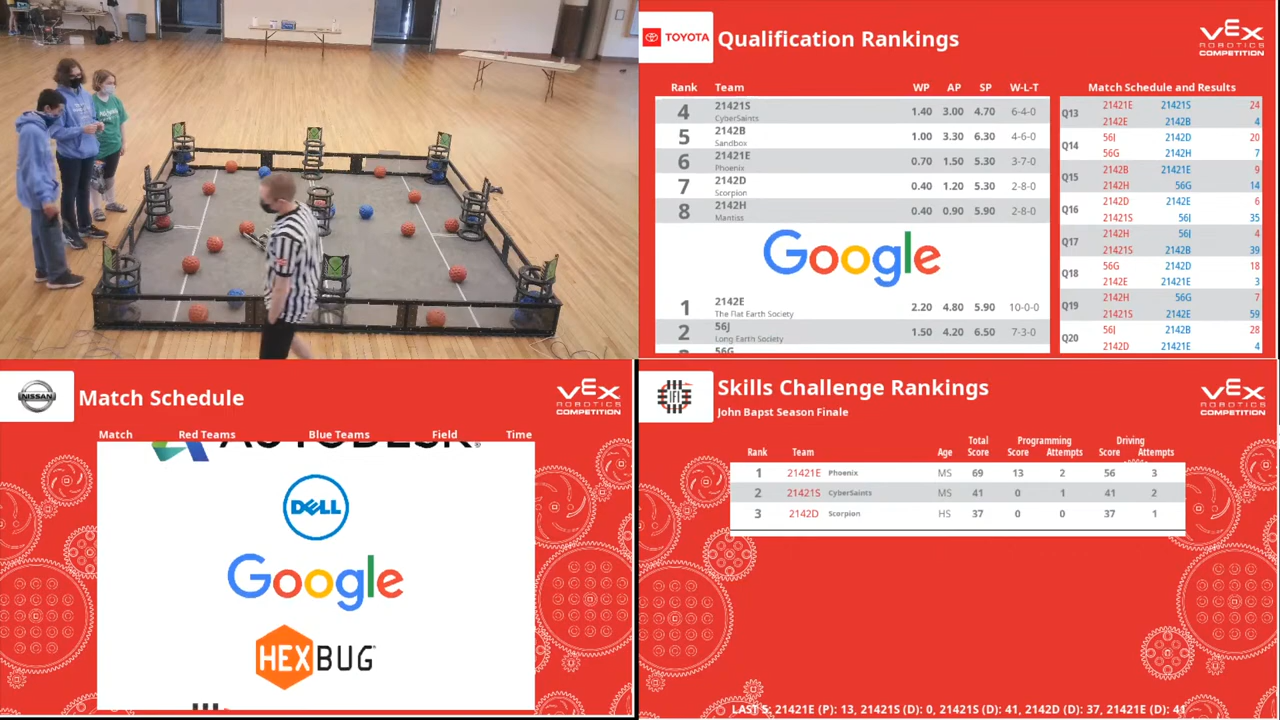 TOYOTA
Qualification Rankings
VEX
ROBOTICS
COMPETITION
Rank Team WP AP SP W-L-T
4 21421S 1.40 3.00 4.70 6-4-0
CyberSaints
5 2142B 1.00 3.30 6.30 4-6-0
Sandbox
6 21421E 0.70 1.50 5.30 3-7-0
Phoenix
7 2142D 0.40 1.20 5.30 2-8-0
Scorpion
8 2142H 0.40 0.90 5.90 2-8-0
Mantiss
Google
1 2142E 2.20 4.80 5.90 10-0-0
The Flat Earth Society
2 56J 1.50 4.20 6.50 7-3-0
Long Earth Society
56G
Match Schedule and Results
Q13 21421E 21421S 24
2142E 2142B 4
Q14 56J 2142D 20
56G 2142H 7
Q15 2142B 21421E 9
2142H 56G 14
Q16 2142D 2142E 6
21421S 56J 35
Q17 2142H 56J 4
21421S 2142B 39
Q18 56G 2142D 18
2142E 21421E 3
Q19 2142H 56G 7
21421S 2142E 59
Q20 56J 2142B 28
2142D 21421E 4
NISSAN
Match Schedule
VEX
ROBOTICS
COMPETITION
Match Red Teams Blue Teams Field Time
AUTODESK
DELL
Google
HEXBUG
IFI
Skills Challenge Rankings
John Bapst Season Finale
VEX
ROBOTICS
COMPETITION
Total Programming Driving
Rank Team Age Score Score Attempts Score Attempts
1 21421E Phoenix MS 69 13 2 56 3
2 21421S CyberSaints MS 41 0 1 41 2
3 2142D Scorpion HS 37 0 0 37 1
LAST 5: 21421E (P): 13, 21421S (D): 0, 21421S (D): 41, 2142D (D): 37, 21421E (D): 41